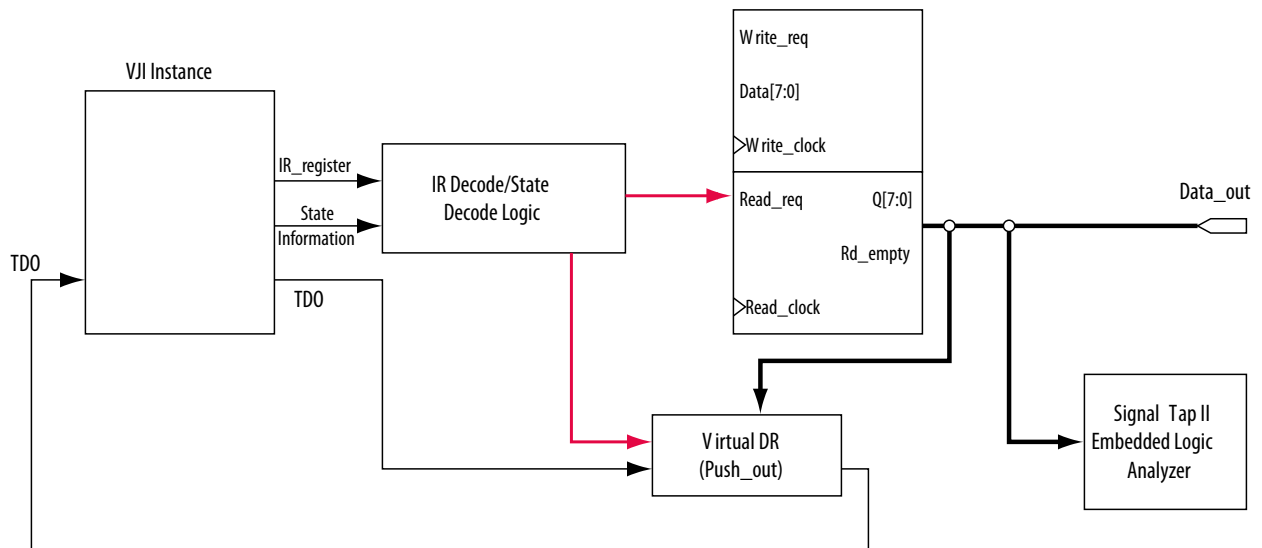 W rite_req
VJI Instance
Data[7:0]
W rite_clock
IR_register
IR Decode/State
Decode Logic
Read_req
Q[7:0]
Data_out
State
Information
Rd_empty
TDO
TDO
Read_clock
Signal Tap II
Embedded Logic
Analyzer
V irtual DR
(Push_out)